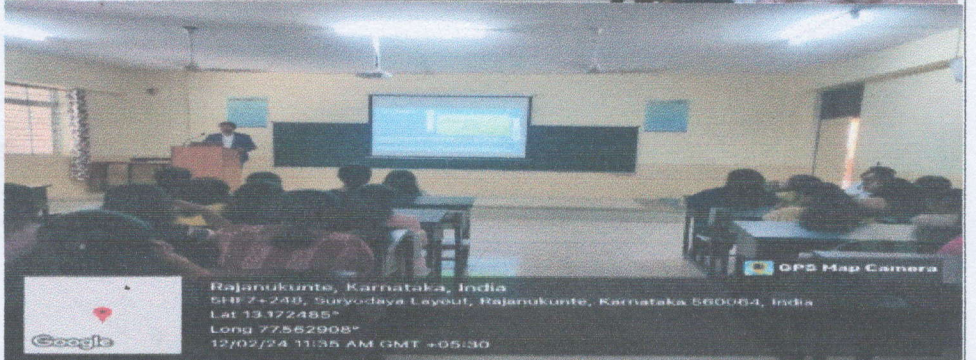 GPS Map Camera
Rajanukunte, Karnataka, India
5HF7+248, Suryodaya Layout, Rajanukunte, Karnataka 560064, India
Lat 13.172485°
Long 77.562908°
12/02/24 11:35 AM GMT +05:30
Google